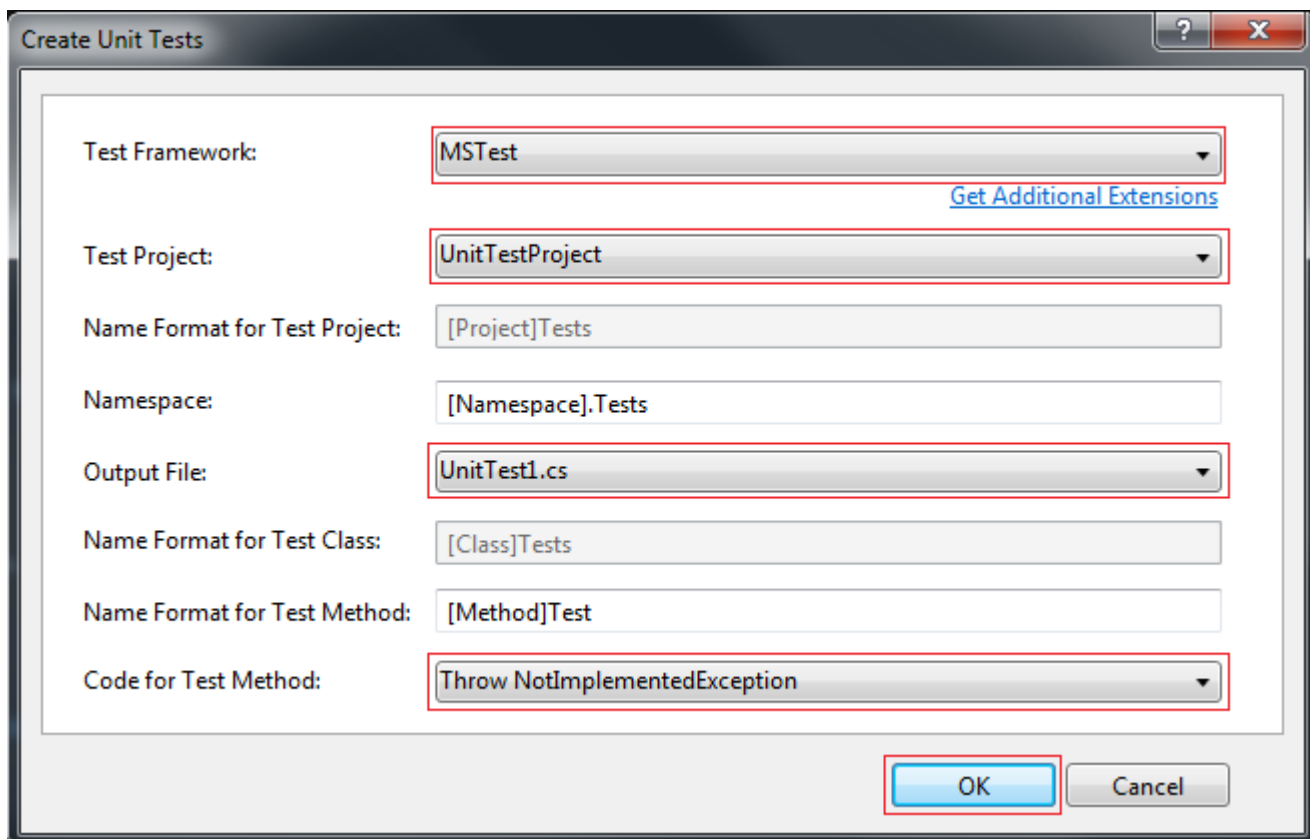 Create Unit Tests
?
X
Test Framework: MSTest
Get Additional Extensions
Test Project: UnitTestProject
Name Format for Test Project: [Project]Tests
Namespace: [Namespace].Tests
Output File: UnitTest1.cs
Name Format for Test Class: [Class]Tests
Name Format for Test Method: [Method]Test
Code for Test Method: Throw NotImplementedException
OK Cancel